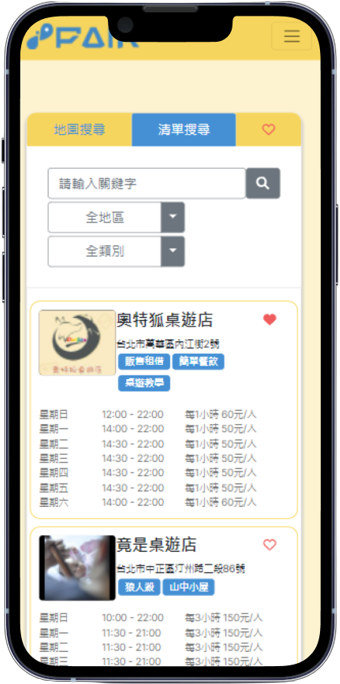 PAIR
地圖搜尋
清單搜尋
請輸入關鍵字
全地區
全類別
奧特狐桌遊店
台北市萬華區內江街2號
販售租借 簡單餐飲
桌遊教學
星期日 12:00 - 22:00 每1小時 60元/人
星期一 14:00 - 22:00 每1小時 50元/人
星期二 14:30 - 22:00 每1小時 50元/人
星期三 14:30 - 22:00 每1小時 50元/人
星期四 14:30 - 22:00 每1小時 50元/人
星期五 14:30 - 22:00 每1小時 50元/人
星期六 14:00 - 22:00 每1小時 60元/人
竟是桌遊店
台北市中正區汀州路二段86號
狼人殺 山中小屋
星期日 10:00 - 22:00 每3小時 150元/人
星期一 11:30 - 21:00 每3小時 150元/人
星期二 11:30 - 21:00 每3小時 150元/人
星期三 11:30 - 21:00 每3小時 150元/人